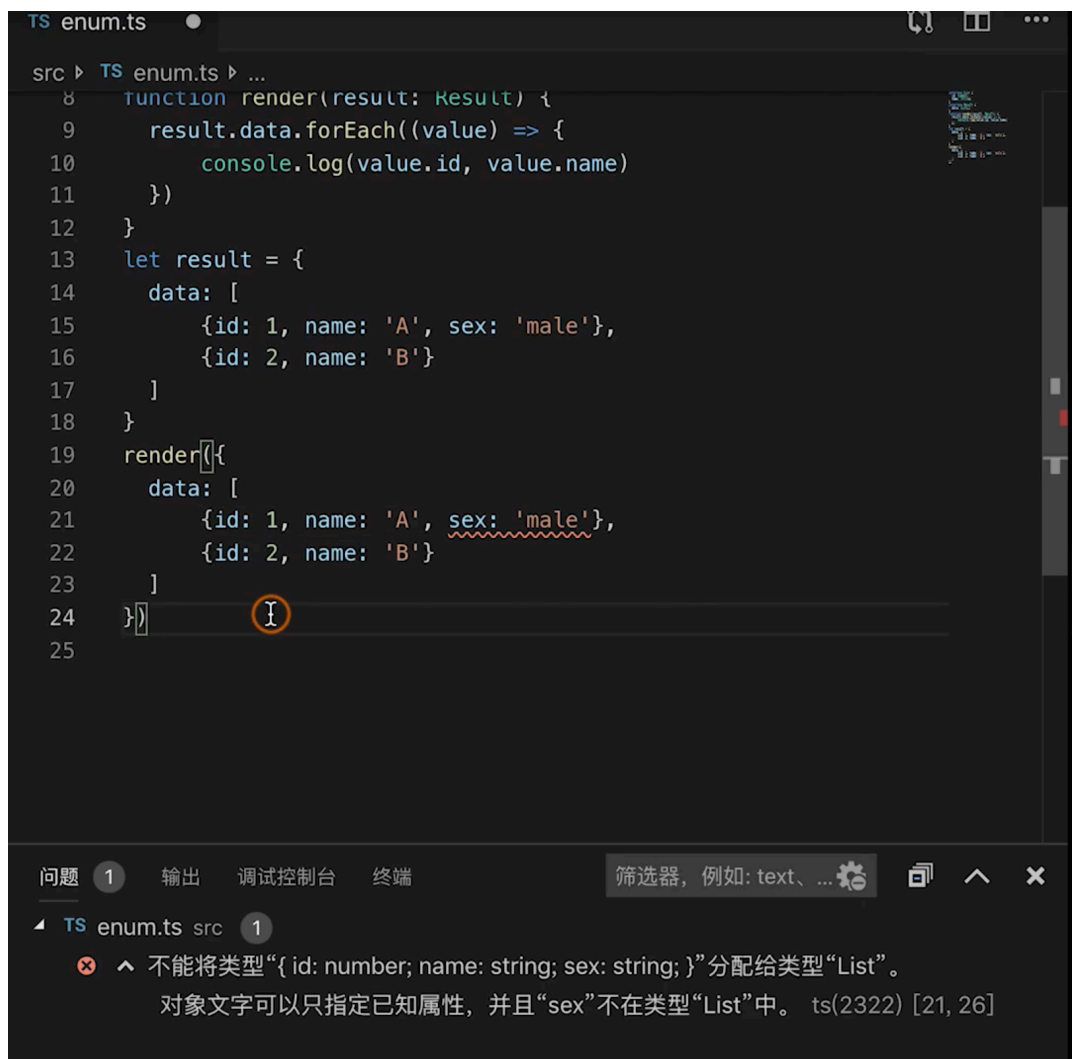 TS enum.ts
src TS enum.ts ...
8 function render(result: Result) {
9 result.data.forEach((value) => {
10 console.log(value.id, value.name)
11 })
12 }
13 let result = {
14 data: [
15 {id: 1, name: 'A', sex: 'male'},
16 {id: 2, name: 'B'}
17 ]
18 }
19 render({
20 data: [
21 {id: 1, name: 'A', sex: 'male'},
22 {id: 2, name: 'B'}
23 ]
24 })
25
问题 1 输出 调试控制台 终端 筛选器，例如: text、...
TS enum.ts src 1
不能将类型“{ id: number; name: string; sex: string; }”分配给类型“List”。
对象文字可以只指定已知属性，并且“sex”不在类型“List”中。 ts(2322) [21, 26]